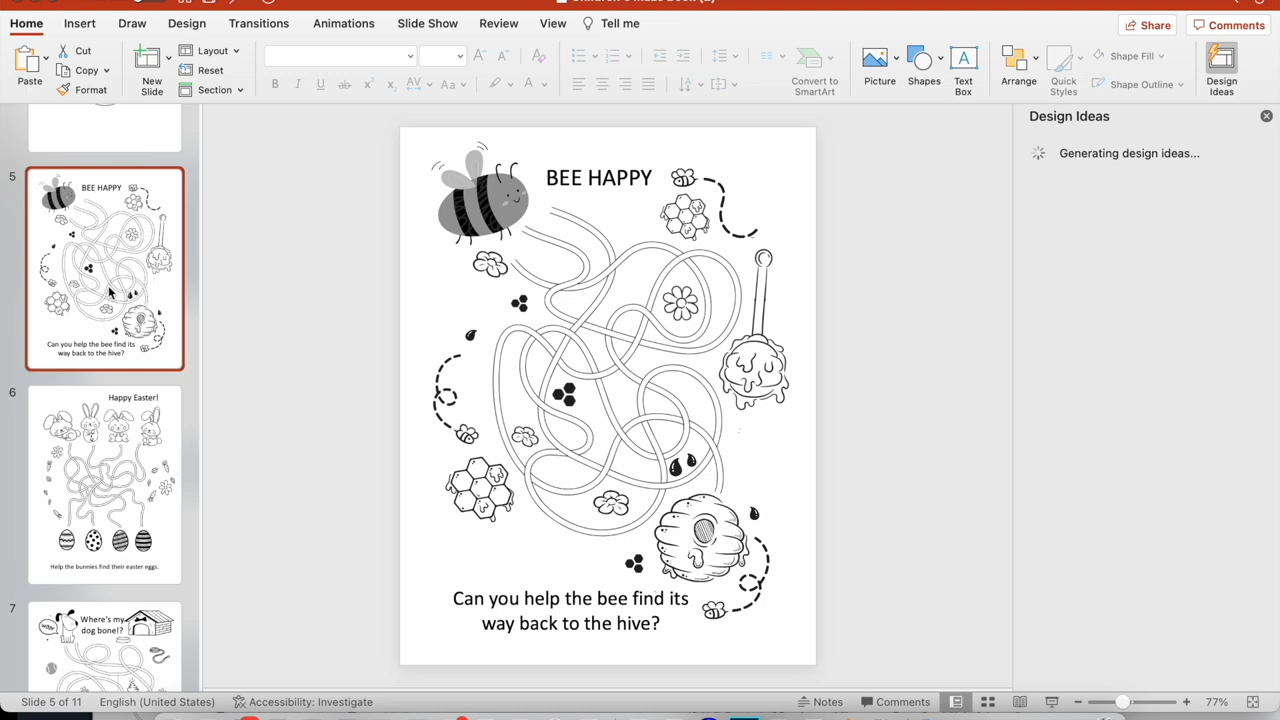 Home Insert Draw Design Transitions Animations Slide Show Review View Tell me Share Comments
Paste Cut Copy Format
New Slide Layout Reset Section
Convert to SmartArt
Picture Shapes Text Box Arrange Quick Styles Shape Fill Shape Outline Design Ideas
5
BEE HAPPY
Can you help the bee find its
way back to the hive?
6
Happy Easter!
Help the bunnies find their easter eggs.
7
Where's my
dog bone!?
BEE HAPPY
Can you help the bee find its
way back to the hive?
Design Ideas
Generating design ideas...
Slide 5 of 11 English (United States) Accessibility: Investigate Notes Comments 77%